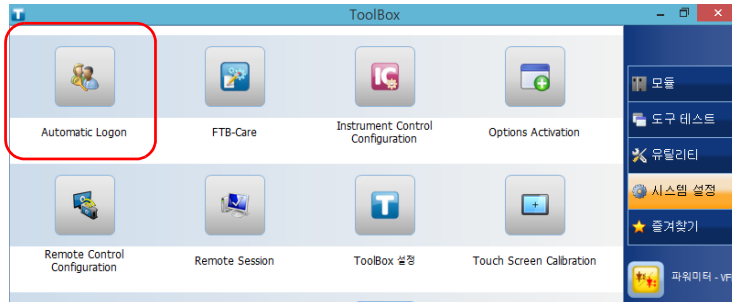 ToolBox
Automatic Logon
FTB-Care
Instrument Control
Configuration
Options Activation
Remote Control
Configuration
Remote Session
ToolBox 설정
Touch Screen Calibration
모듈
도구 테스트
유틸리티
시스템 설정
즐겨찾기
파워미터 - VF